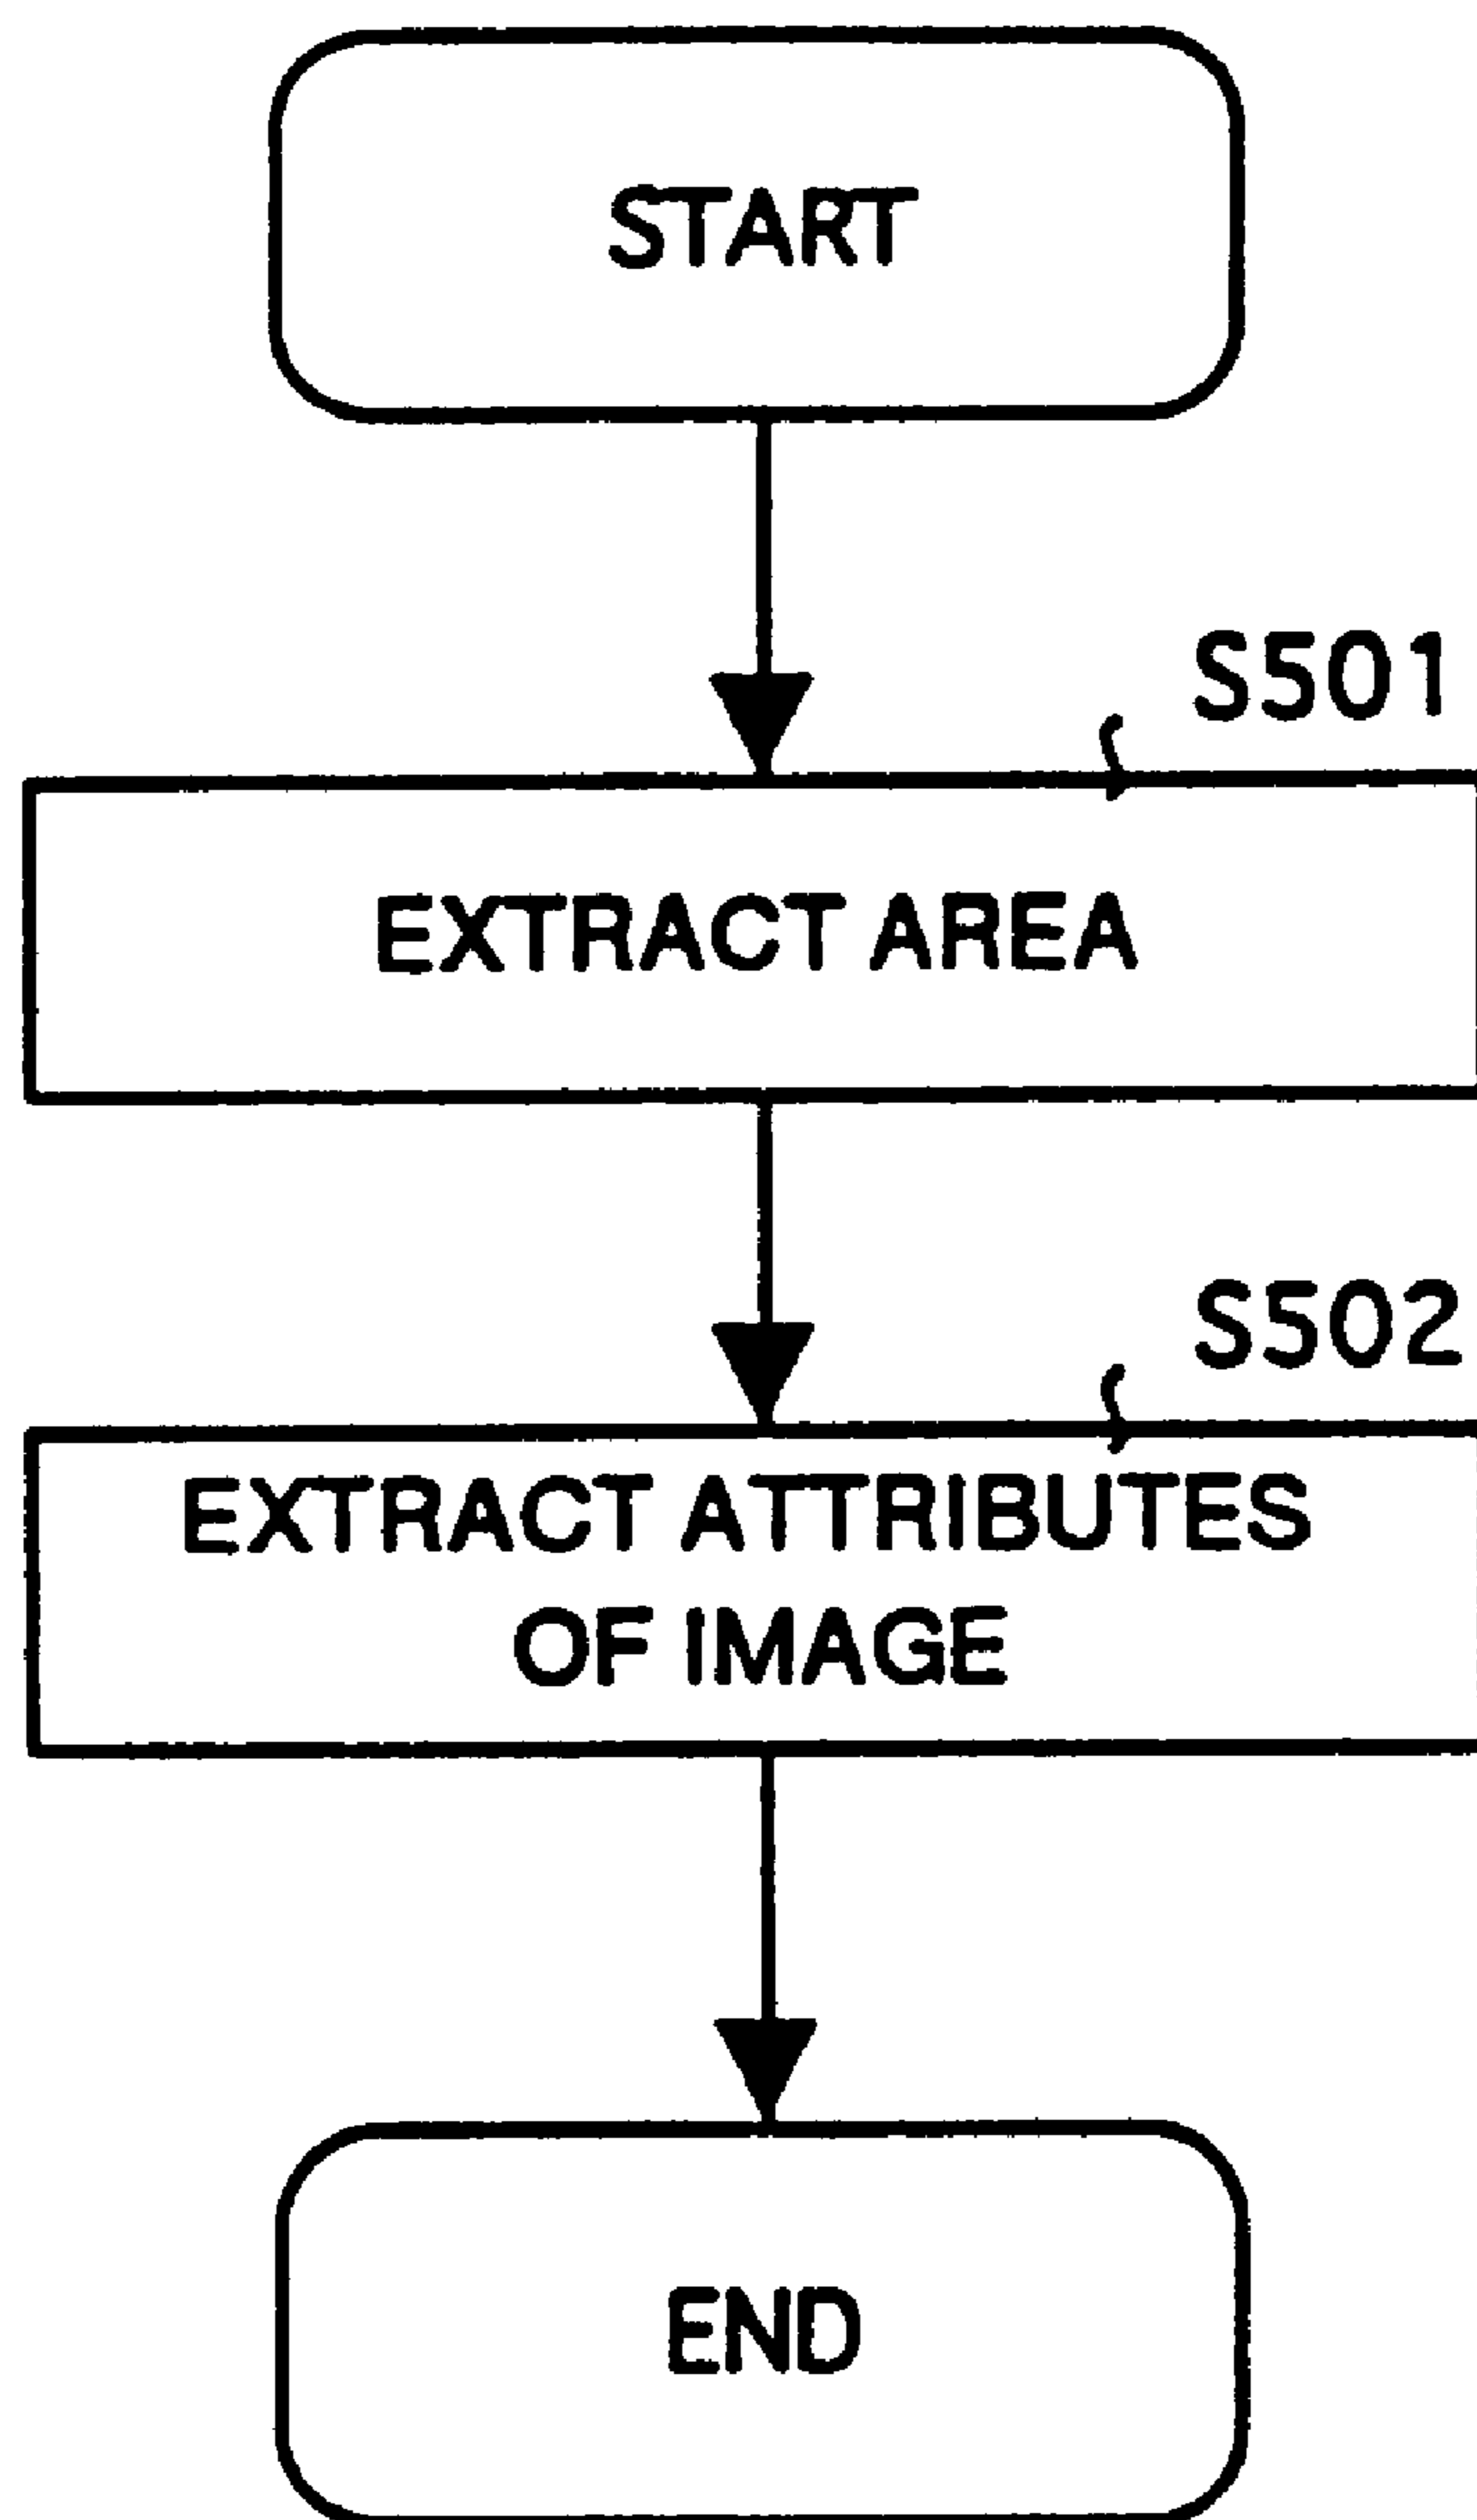 START
S501
EXTRACT AREA
S502
EXTRACT ATTRIBUTES
OF IMAGE
END